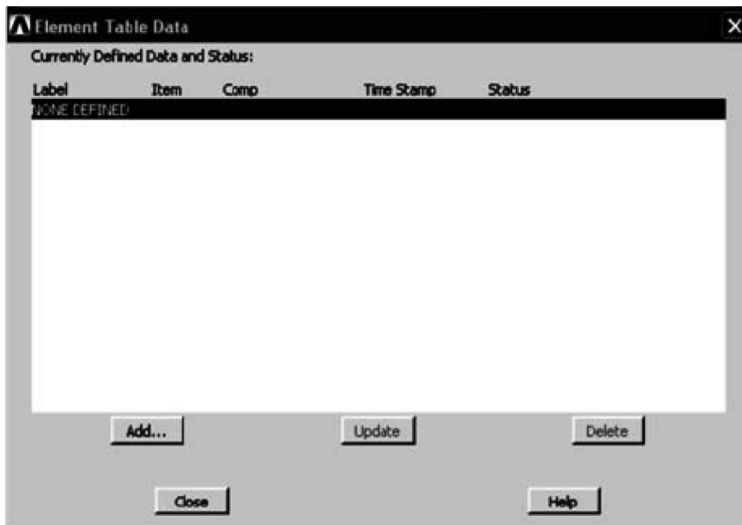 Element Table Data
Currently Defined Data and Status:
Label Item Comp Time Stamp Status
NONE DEFINED
Add... Update Delete
Close Help